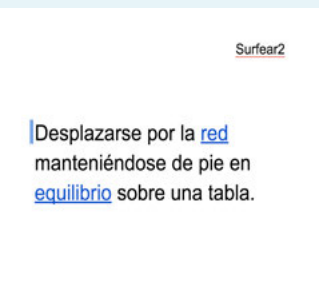 Surfear2
Desplazarse por la red
manteniéndose de pie en
equilibrio sobre una tabla.